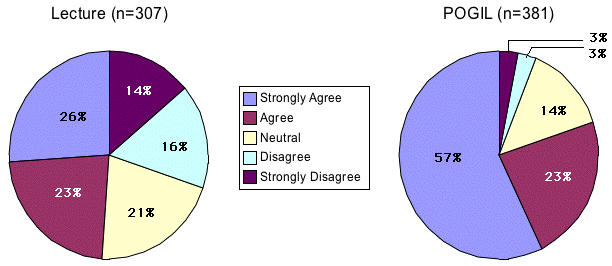 Lecture (n=307)
14%
26%
16%
23%
21%
Strongly Agree
Agree
Neutral
Disagree
Strongly Disagree
POGIL (n=381)
3%
3%
14%
57%
23%